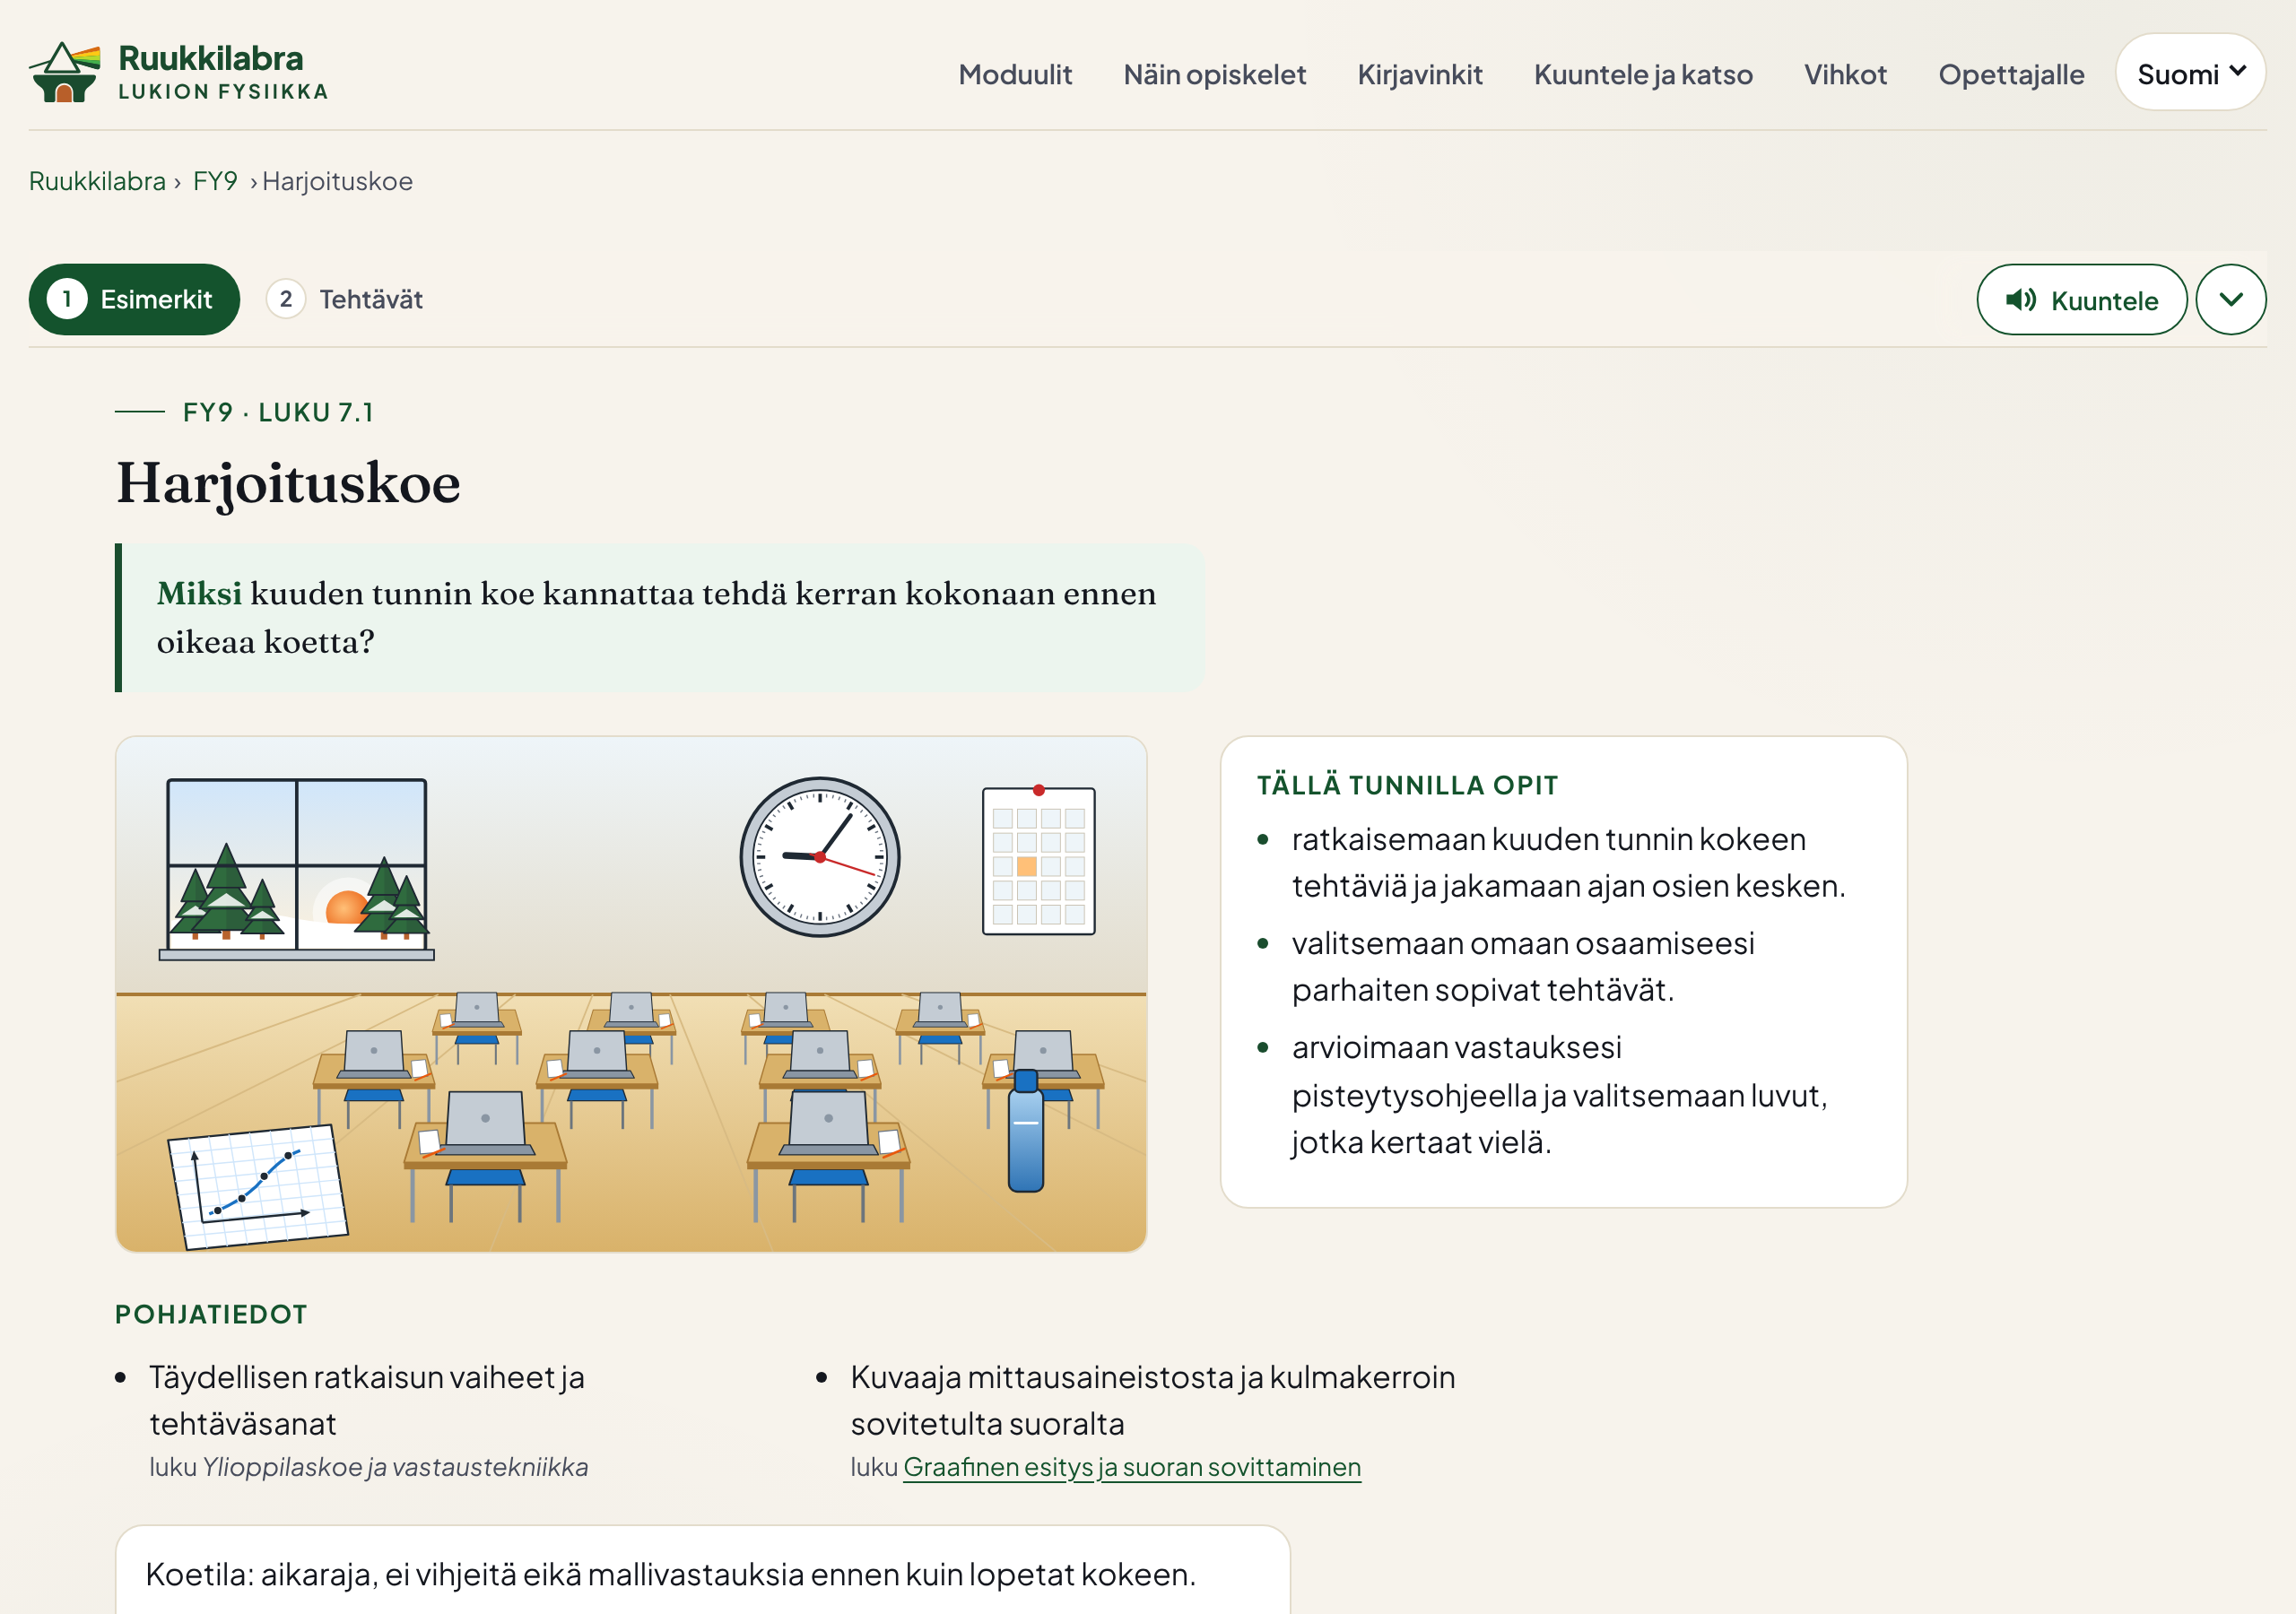 Ruukkilabra
LUKION FYSIIKKA
Moduulit
Näin opiskelet
Kirjavinkit
Kuuntele ja katso
Vihkot
Opettajalle
Suomi
Ruukkilabra › FY9 › Harjoituskoe
1 Esimerkit
2 Tehtävät
Kuuntele
FY9 · LUKU 7.1
Harjoituskoe
Miksi kuuden tunnin koe kannattaa tehdä kerran kokonaan ennen
oikeaa koetta?
TÄLLÄ TUNNILLA OPIT
• ratkaisemaan kuuden tunnin kokeen
tehtäviä ja jakamaan ajan osien kesken.
• valitsemaan omaan osaamiseesi
parhaiten sopivat tehtävät.
• arvioimaan vastauksesi
pisteytysohjeella ja valitsemaan luvut,
jotka kertaat vielä.
POHJATIEDOT
• Täydellisen ratkaisun vaiheet ja
tehtäväsanat
luku Ylioppilaskoe ja vastaustekniikka
• Kuvaaja mittausaineistosta ja kulmakerroin
sovitetulta suoralta
luku Graafinen esitys ja suoran sovittaminen
Koetila: aikaraja, ei vihjeitä eikä mallivastauksia ennen kuin lopetat kokeen.